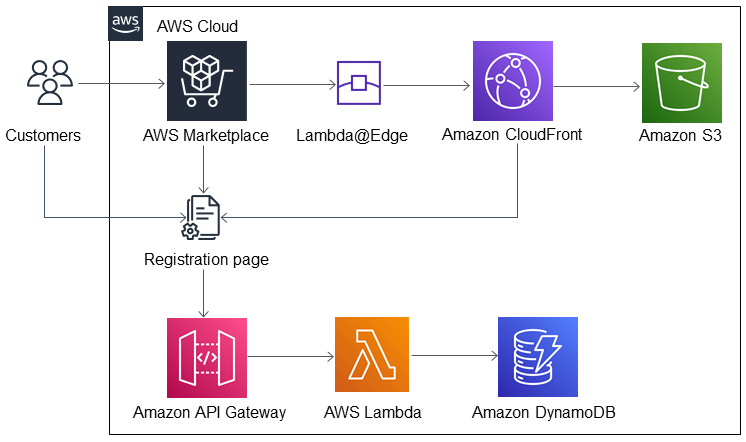 aws
AWS Cloud
Customers
AWS Marketplace
Lambda@Edge
Amazon CloudFront
Amazon S3
Registration page
</>
Amazon API Gateway
AWS Lambda
Amazon DynamoDB